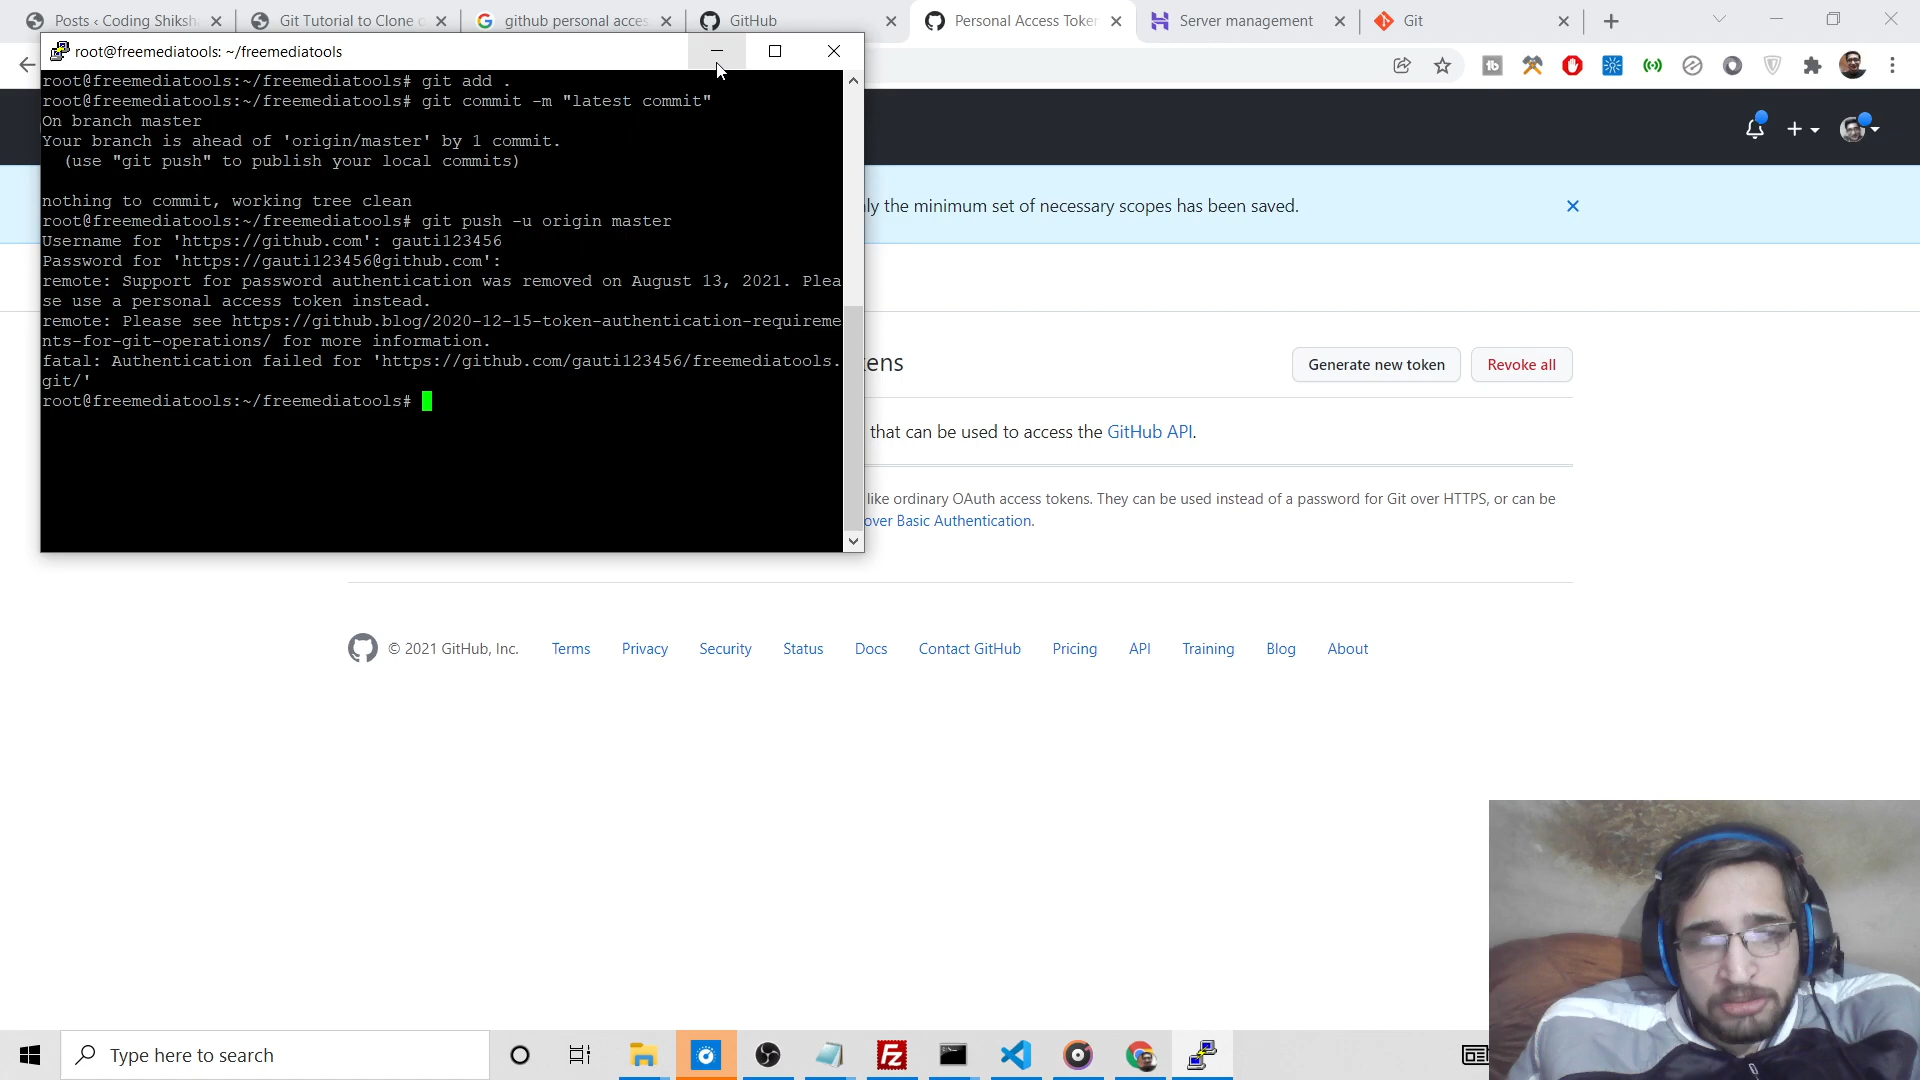 Posts ‹ Coding Shiksh
Git Tutorial to Clone o
github personal acces
GitHub
Personal Access Token
Server management
Git
root@freemediatools: ~/freemediatools
root@freemediatools:~/freemediatools# git add .
root@freemediatools:~/freemediatools# git commit -m "latest commit"
On branch master
Your branch is ahead of 'origin/master' by 1 commit.
(use "git push" to publish your local commits)
nothing to commit, working tree clean
root@freemediatools:~/freemediatools# git push -u origin master
Username for 'https://github.com': gauti123456
Password for 'https://gauti123456@github.com':
remote: Support for password authentication was removed on August 13, 2021. Plea
se use a personal access token instead.
remote: Please see https://github.blog/2020-12-15-token-authentication-requireme
nts-for-git-operations/ for more information.
fatal: Authentication failed for 'https://github.com/gauti123456/freemediatools.
git/'
root@freemediatools:~/freemediatools#
ly the minimum set of necessary scopes has been saved.
kens
Generate new token
Revoke all
that can be used to access the GitHub API.
like ordinary OAuth access tokens. They can be used instead of a password for Git over HTTPS, or can be
over Basic Authentication.
© 2021 GitHub, Inc.
Terms
Privacy
Security
Status
Docs
Contact GitHub
Pricing
API
Training
Blog
About
Type here to search